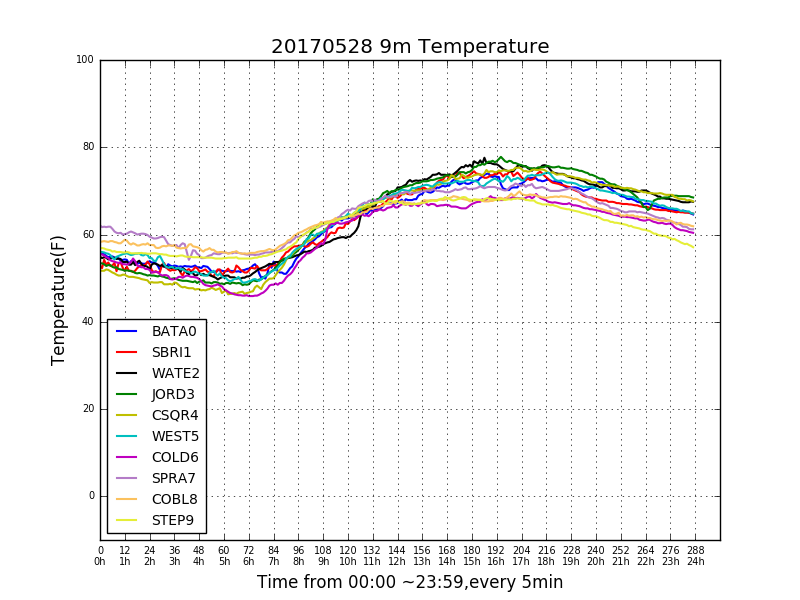 20170528 9m Temperature
100
80
60
40
20
0
Temperature(F)
BATA0
SBRI1
WATE2
JORD3
CSQR4
WEST5
COLD6
SPRA7
COBL8
STEP9
0 12 24 36 48 60 72 84 96 108 120 132 144 156 168 180 192 204 216 228 240 252 264 276 288
0h 1h 2h 3h 4h 5h 6h 7h 8h 9h 10h 11h 12h 13h 14h 15h 16h 17h 18h 19h 20h 21h 22h 23h 24h
Time from 00:00 ~23:59,every 5min